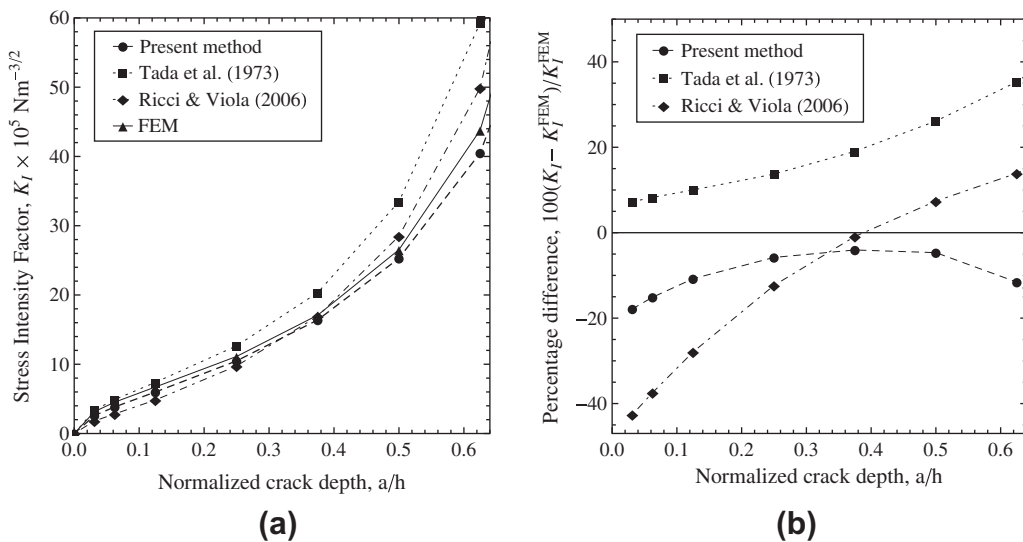 60
50
40
30
20
10
0
0.0 0.1 0.2 0.3 0.4 0.5 0.6
Stress Intensity Factor, K_I × 10^5 Nm^{-3/2}
Normalized crack depth, a/h
Present method
Tada et al. (1973)
Ricci & Viola (2006)
FEM
(a)
40
20
0
−20
−40
0.0 0.1 0.2 0.3 0.4 0.5 0.6
Percentage difference, 100(K_I − K_I^{FEM})/K_I^{FEM}
Normalized crack depth, a/h
Present method
Tada et al. (1973)
Ricci & Viola (2006)
(b)